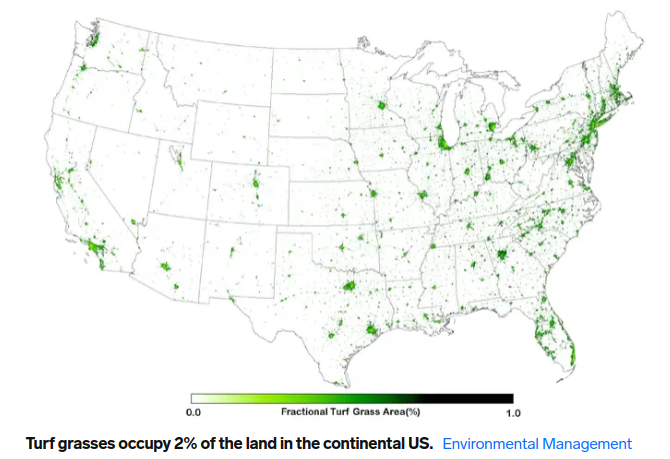 0.0 Fractional Turf Grass Area(%) 1.0
Turf grasses occupy 2% of the land in the continental US. Environmental Management